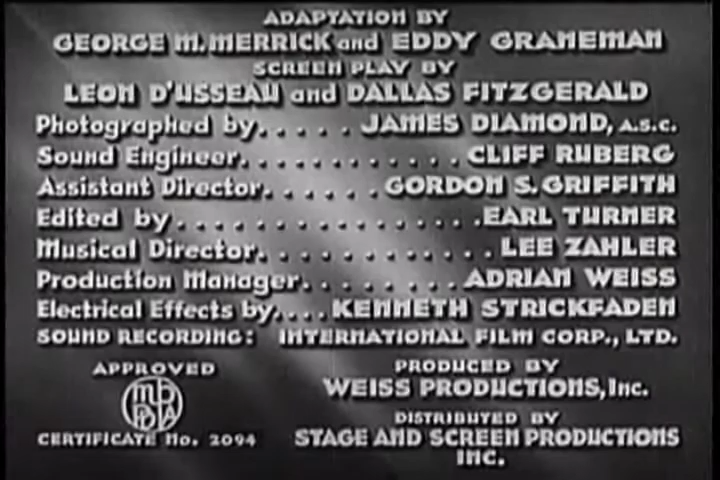 ADAPTATION BY
GEORGE M. MERRICK and EDDY GRANEMAN
SCREEN PLAY BY
LEON D'USSEAU and DALLAS FITZGERALD
Photographed by. . . . . JAMES DIAMOND, A.S.C.
Sound Engineer. . . . . . . . . . . . CLIFF RUBERG
Assistant Director. . . . . . GORDON S. GRIFFITH
Edited by . . . . . . . . . . . . . . . . . EARL TURNER
Musical Director. . . . . . . . . . . . LEE ZAHLER
Production Manager. . . . . . . . ADRIAN WEISS
Electrical Effects by. . . . KENNETH STRICKFADEN
SOUND RECORDING: INTERNATIONAL FILM CORP., LTD.
APPROVED
MPPDA
CERTIFICATE No. 2094
PRODUCED BY
WEISS PRODUCTIONS, Inc.
DISTRIBUTED BY
STAGE AND SCREEN PRODUCTIONS
INC.